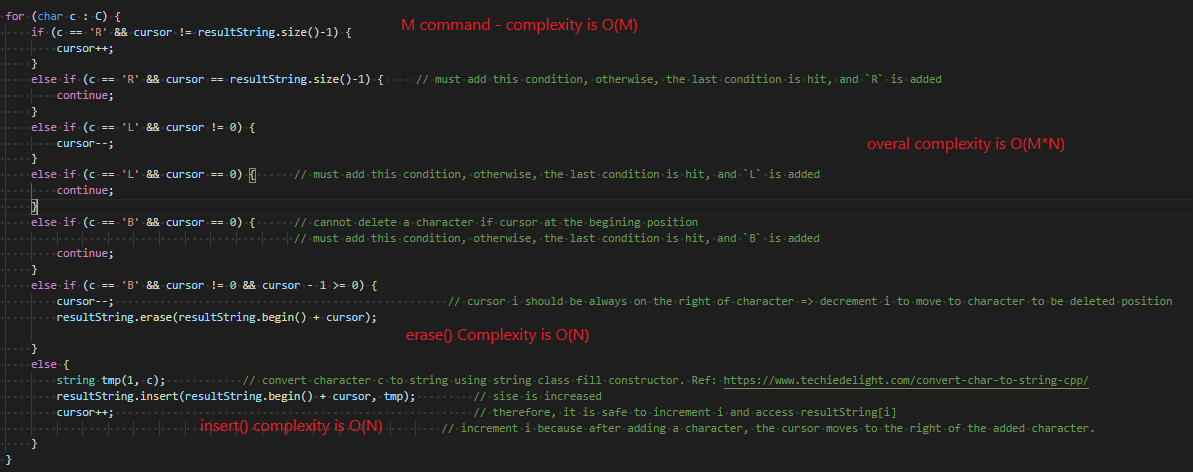 for (char c : C) {
M command - complexity is O(M)
if (c == 'R' && cursor != resultString.size()-1) {
cursor++;
}
else if (c == 'R' && cursor == resultString.size()-1) { // must add this condition, otherwise, the last condition is hit, and `R` is added
continue;
}
else if (c == 'L' && cursor != 0) {
cursor--;
overal complexity is O(M*N)
}
else if (c == 'L' && cursor == 0) { // must add this condition, otherwise, the last condition is hit, and `L` is added
continue;
}
else if (c == 'B' && cursor == 0) { // cannot delete a character if cursor at the begining position
// must add this condition, otherwise, the last condition is hit, and `B` is added
continue;
}
else if (c == 'B' && cursor != 0 && cursor - 1 >= 0) {
cursor--; // cursor i should be always on the right of character => decrement i to move to character to be deleted position
resultString.erase(resultString.begin() + cursor);
erase() Complexity is O(N)
}
else {
string tmp(1, c); // convert character c to string using string class fill constructor. Ref: https://www.techiedelight.com/convert-char-to-string-cpp/
resultString.insert(resultString.begin() + cursor, tmp); // sise is increased
cursor++; // therefore, it is safe to increment i and access resultString[i]
insert() complexity is O(N) // increment i because after adding a character, the cursor moves to the right of the added character.
}
}